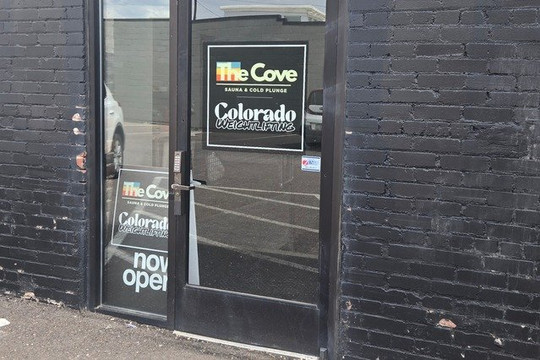 The Cove
SAUNA & COLD PLUNGE
Colorado
WEIGHTLIFTING
The Cove
SAUNA & COLD PLUNGE
Colorado
WEIGHTLIFTING
now
open